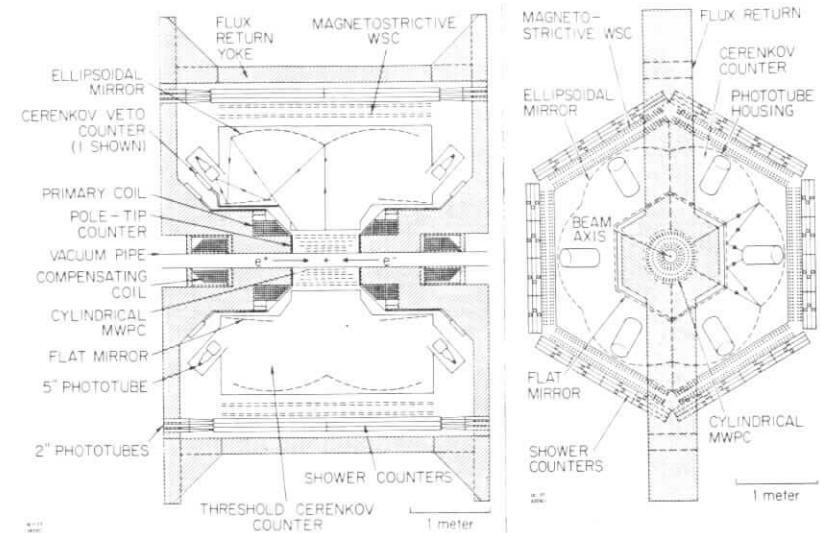 FLUX
RETURN
YOKE
MAGNETOSTRICTIVE
WSC
ELLIPSOIDAL
MIRROR
CERENKOV VETO
COUNTER
(1 SHOWN)
PRIMARY COIL
POLE-TIP
COUNTER
VACUUM PIPE
COMPENSATING
COIL
CYLINDRICAL
MWPC
FLAT MIRROR
5" PHOTOTUBE
2" PHOTOTUBES
e+
e-
SHOWER COUNTERS
THRESHOLD CERENKOV
COUNTER
1 meter
MAGNETO-
STRICTIVE WSC
FLUX RETURN
CERENKOV
COUNTER
PHOTOTUBE
HOUSING
ELLIPSOIDAL
MIRROR
BEAM
AXIS
FLAT
MIRROR
SHOWER
COUNTERS
CYLINDRICAL
MWPC
1 meter